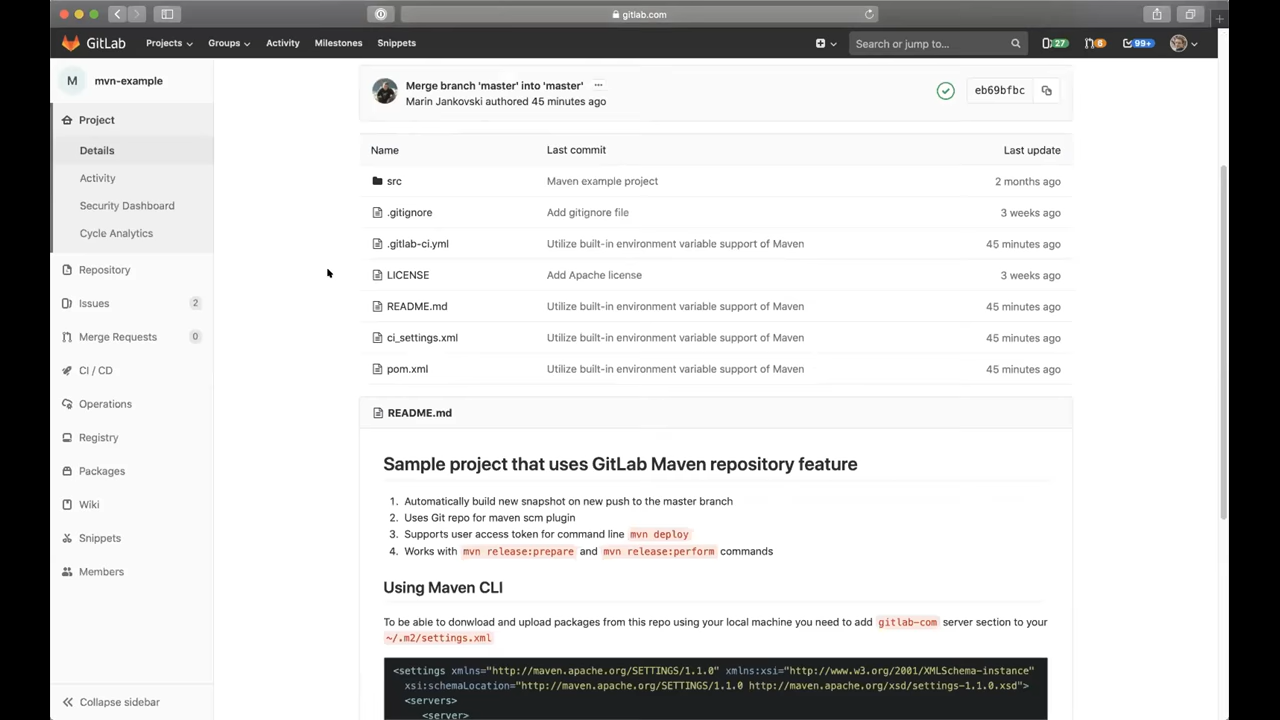 gitlab.com
GitLab Projects Groups Activity Milestones Snippets Search or jump to... 27 6 99+
M mvn-example
Project
Details
Activity
Security Dashboard
Cycle Analytics
Repository
Issues 2
Merge Requests 0
CI / CD
Operations
Registry
Packages
Wiki
Snippets
Members
Collapse sidebar
Merge branch 'master' into 'master' ...
Marin Jankovski authored 45 minutes ago
eb69bfbc
Name Last commit Last update
src Maven example project 2 months ago
.gitignore Add gitignore file 3 weeks ago
.gitlab-ci.yml Utilize built-in environment variable support of Maven 45 minutes ago
LICENSE Add Apache license 3 weeks ago
README.md Utilize built-in environment variable support of Maven 45 minutes ago
ci_settings.xml Utilize built-in environment variable support of Maven 45 minutes ago
pom.xml Utilize built-in environment variable support of Maven 45 minutes ago
README.md
Sample project that uses GitLab Maven repository feature
1. Automatically build new snapshot on new push to the master branch
2. Uses Git repo for maven scm plugin
3. Supports user access token for command line mvn deploy
4. Works with mvn release:prepare and mvn release:perform commands
Using Maven CLI
To be able to donwload and upload packages from this repo using your local machine you need to add gitlab-com server section to your
~/.m2/settings.xml
<settings xmlns="http://maven.apache.org/SETTINGS/1.1.0" xmlns:xsi="http://www.w3.org/2001/XMLSchema-instance"
xsi:schemaLocation="http://maven.apache.org/SETTINGS/1.1.0 http://maven.apache.org/xsd/settings-1.1.0.xsd">
<servers>
<server>